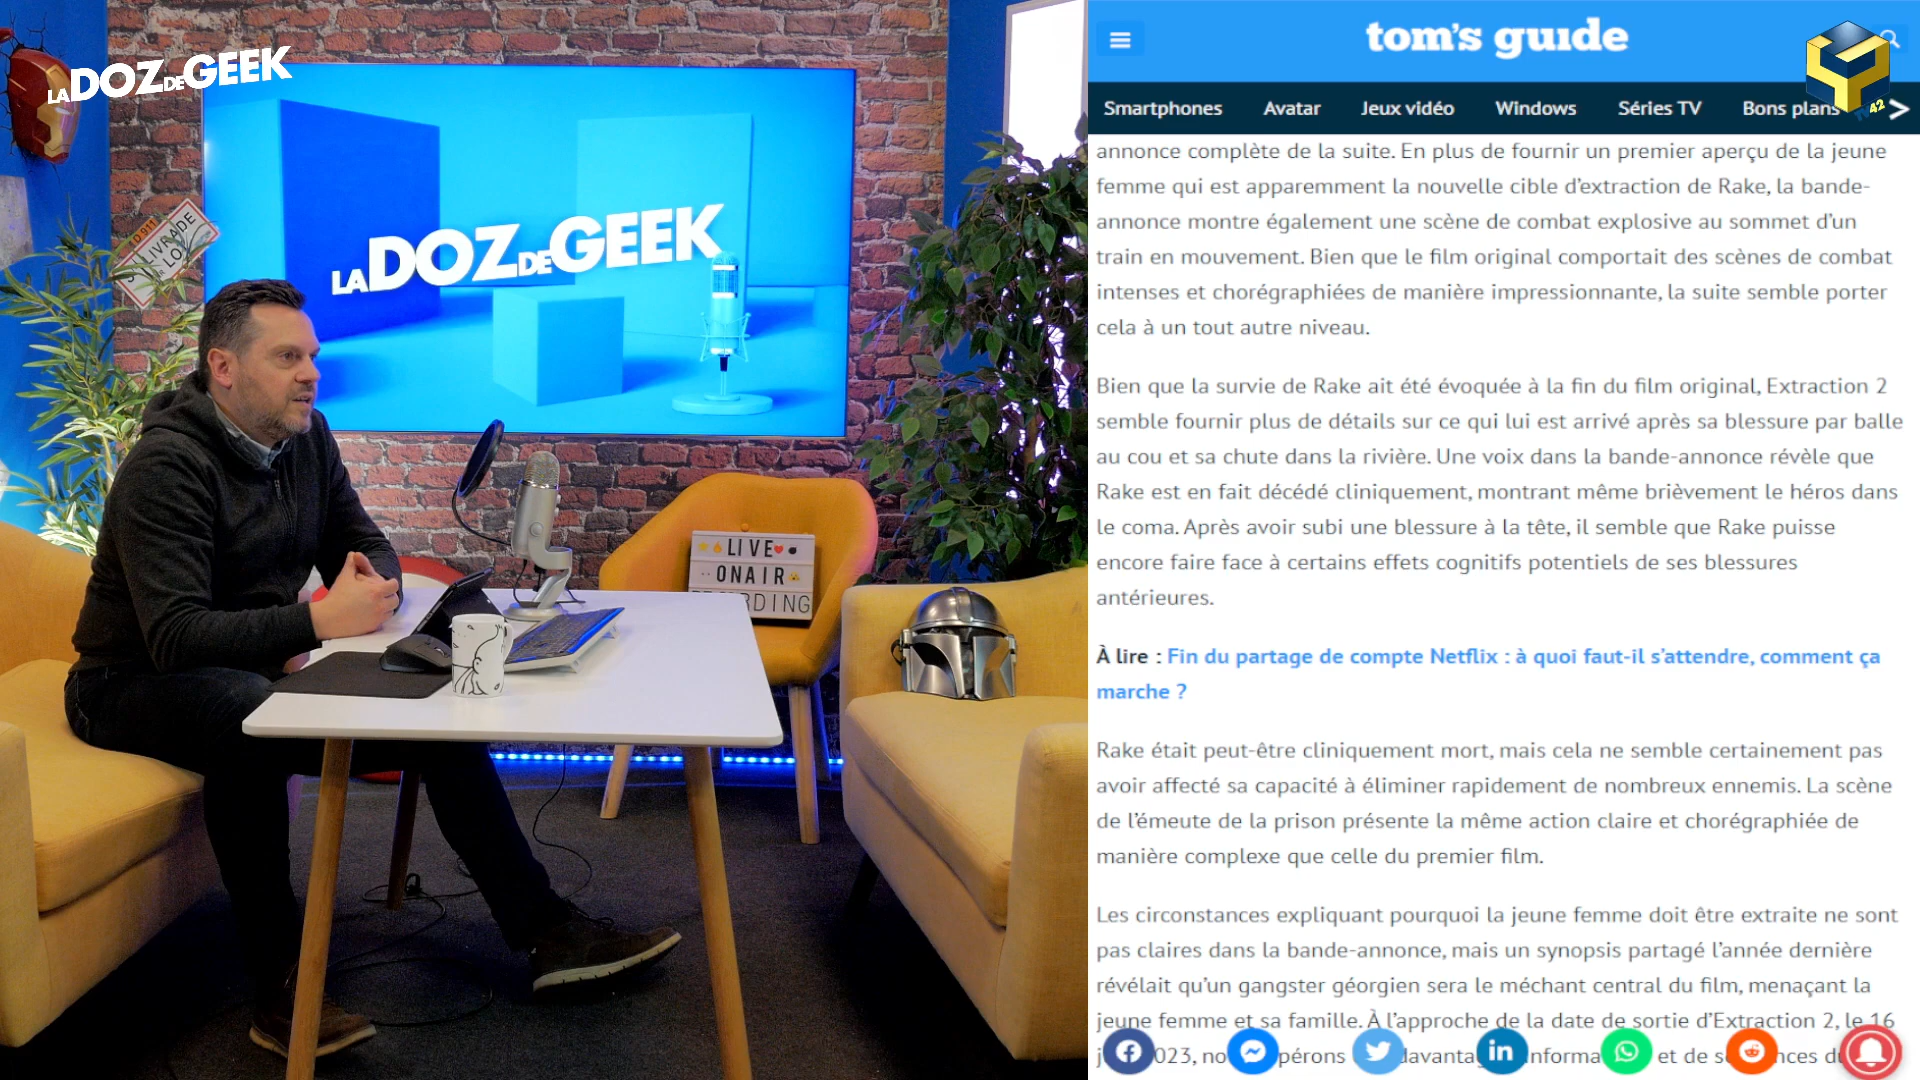 LA DOZ DE GEEK
LA DOZ DE GEEK
D 911
LIVRADE
LO
LIVE
ON AIR
RDING
tom's guide
Smartphones Avatar Jeux vidéo Windows Séries TV Bons plans
TV 42
annonce complète de la suite. En plus de fournir un premier aperçu de la jeune
femme qui est apparemment la nouvelle cible d’extraction de Rake, la bande-
annonce montre également une scène de combat explosive au sommet d’un
train en mouvement. Bien que le film original comportait des scènes de combat
intenses et chorégraphiées de manière impressionnante, la suite semble porter
cela à un tout autre niveau.
Bien que la survie de Rake ait été évoquée à la fin du film original, Extraction 2
semble fournir plus de détails sur ce qui lui est arrivé après sa blessure par balle
au cou et sa chute dans la rivière. Une voix dans la bande-annonce révèle que
Rake est en fait décédé cliniquement, montrant même brièvement le héros dans
le coma. Après avoir subi une blessure à la tête, il semble que Rake puisse
encore faire face à certains effets cognitifs potentiels de ses blessures
antérieures.
À lire : Fin du partage de compte Netflix : à quoi faut-il s’attendre, comment ça
marche ?
Rake était peut-être cliniquement mort, mais cela ne semble certainement pas
avoir affecté sa capacité à éliminer rapidement de nombreux ennemis. La scène
de l’émeute de la prison présente la même action claire et chorégraphiée de
manière complexe que celle du premier film.
Les circonstances expliquant pourquoi la jeune femme doit être extraite ne sont
pas claires dans la bande-annonce, mais un synopsis partagé l’année dernière
révélait qu’un gangster géorgien sera le méchant central du film, menaçant la
jeune femme et sa famille. À l’approche de la date de sortie d’Extraction 2, le 16
023, no pérons davanta nforma et de s nces d